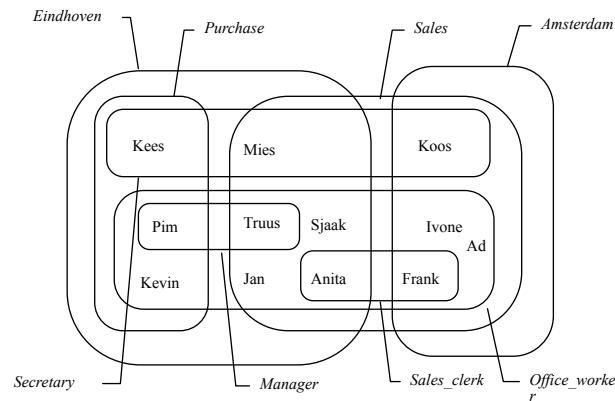 Eindhoven
Purchase
Sales
Amsterdam
Kees
Mies
Koos
Pim
Truus
Sjaak
Ivone
Ad
Kevin
Jan
Anita
Frank
Secretary
Manager
Sales_clerk
Office_worke
r